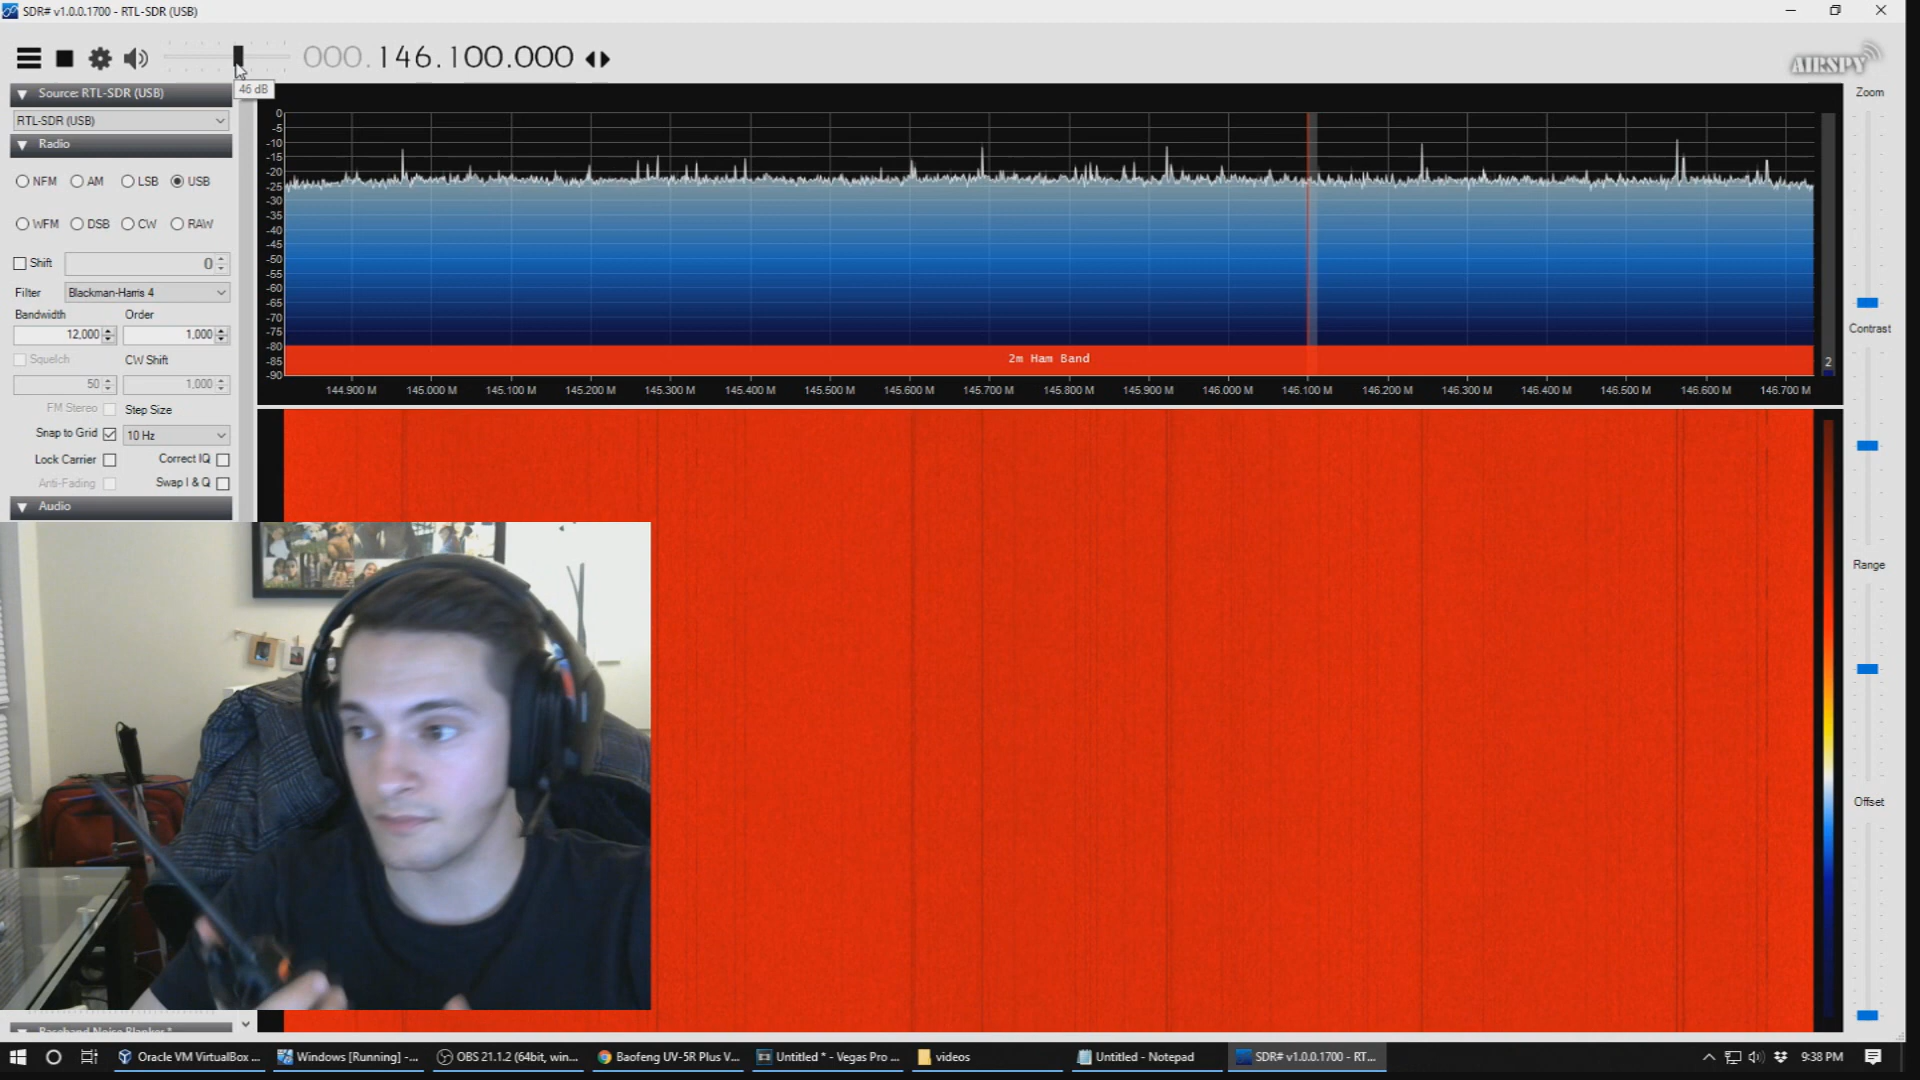 SDR# v1.0.0.1700 - RTL-SDR (USB)
000.146.100.000
AIRSPY
46 dB
Source: RTL-SDR (USB)
RTL-SDR (USB)
Radio
NFM AM LSB USB
WFM DSB CW RAW
Shift 0
Filter Blackman-Harris 4
Bandwidth Order
12,000 1,000
Squelch CW Shift
50 1,000
FM Stereo Step Size
Snap to Grid 10 Hz
Lock Carrier Correct IQ
Anti-Fading Swap I & Q
Audio
0
-5
-10
-15
-20
-25
-30
-35
-40
-45
-50
-55
-60
-65
-70
-75
-80
-85
-90
2m Ham Band
2
144.900 M 145.000 M 145.100 M 145.200 M 145.300 M 145.400 M 145.500 M 145.600 M 145.700 M 145.800 M 145.900 M 146.000 M 146.100 M 146.200 M 146.300 M 146.400 M 146.500 M 146.600 M 146.700 M
Zoom
Contrast
Range
Offset
Baseband Noise Blanker *
Oracle VM VirtualBox ... Windows [Running] -... OBS 21.1.2 (64bit, win... Baofeng UV-5R Plus V... Untitled * - Vegas Pro ... videos Untitled - Notepad SDR# v1.0.0.1700 - RT... 9:38 PM